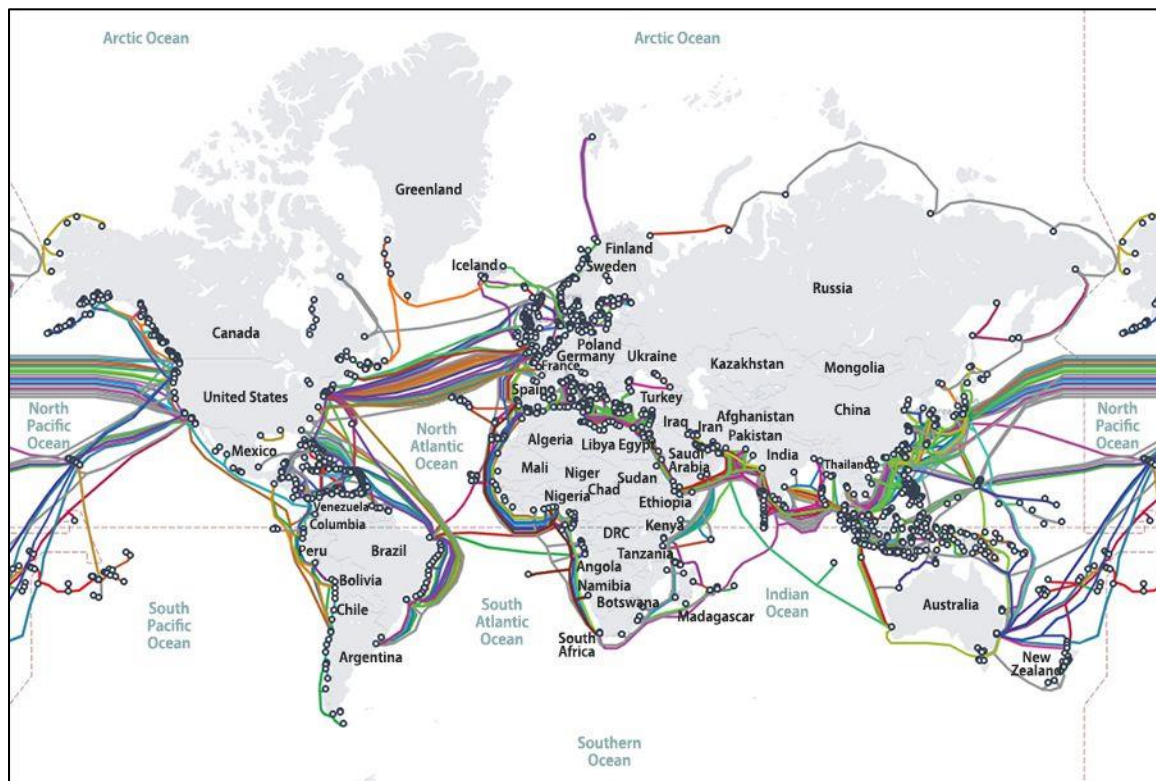 Arctic Ocean
Arctic Ocean
Greenland
Iceland
Finland
Sweden
Russia
Canada
Poland
Germany
Ukraine
France
Kazakhstan
Mongolia
United States
Spain
Turkey
China
North
Pacific
Ocean
North
Atlantic
Ocean
North
Pacific
Ocean
Mexico
Algeria
Libya
Egypt
Iraq
Iran
Afghanistan
Pakistan
Saudi
Arabia
India
Thailand
Mali
Niger
Chad
Sudan
Nigeria
Ethiopia
Venezuela
Columbia
DRC
Kenya
Peru
Brazil
Tanzania
Angola
Bolivia
Namibia
Botswana
Madagascar
Indian
Ocean
Australia
South
Pacific
Ocean
Chile
South
Atlantic
Ocean
South
Africa
Argentina
New
Zealand
Southern
Ocean